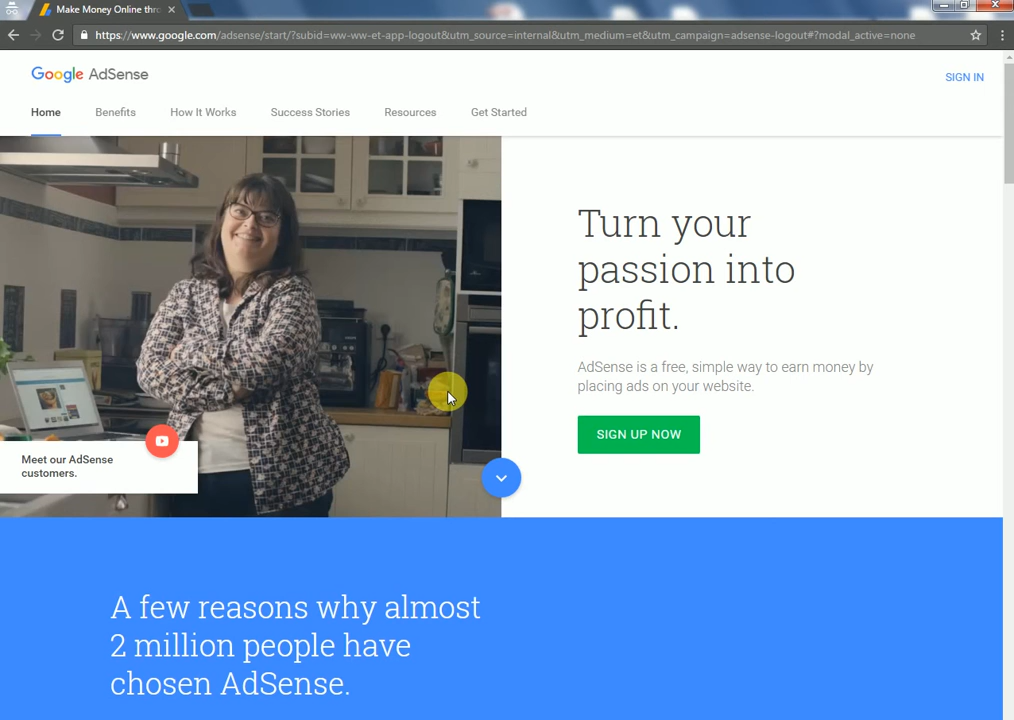 Make Money Online thro
https://www.google.com/adsense/start/?subid=ww-ww-et-app-logout&utm_source=internal&utm_medium=et&utm_campaign=adsense-logout#?modal_active=none
Google AdSense
SIGN IN
Home Benefits How It Works Success Stories Resources Get Started
Turn your
passion into
profit.
AdSense is a free, simple way to earn money by
placing ads on your website.
SIGN UP NOW
Meet our AdSense
customers.
A few reasons why almost
2 million people have
chosen AdSense.